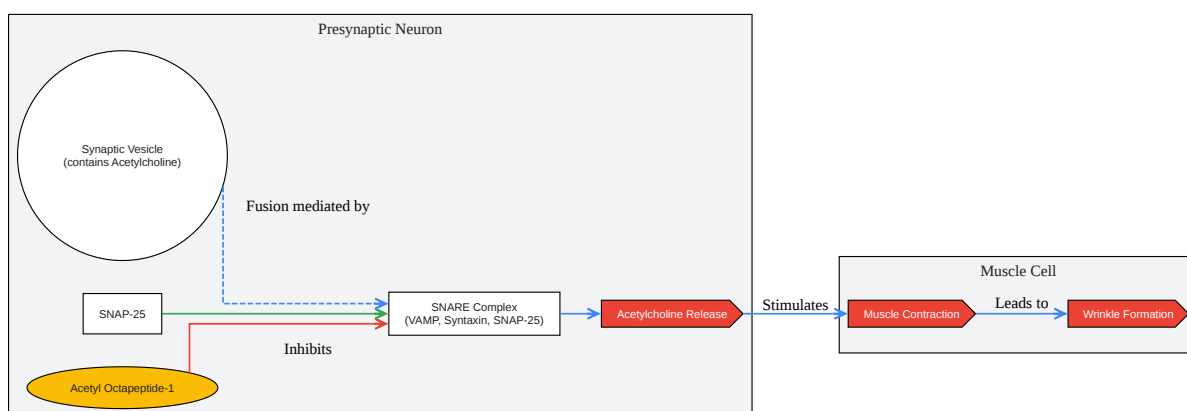 Presynaptic Neuron
Synaptic Vesicle
(contains Acetylcholine)
Fusion mediated by
Muscle Cell
SNAP-25
SNARE Complex
(VAMP, Syntaxin, SNAP-25)
Acetylcholine Release
Stimulates
Muscle Contraction
Leads to
Wrinkle Formation
Inhibits
Acetyl Octapeptide-1